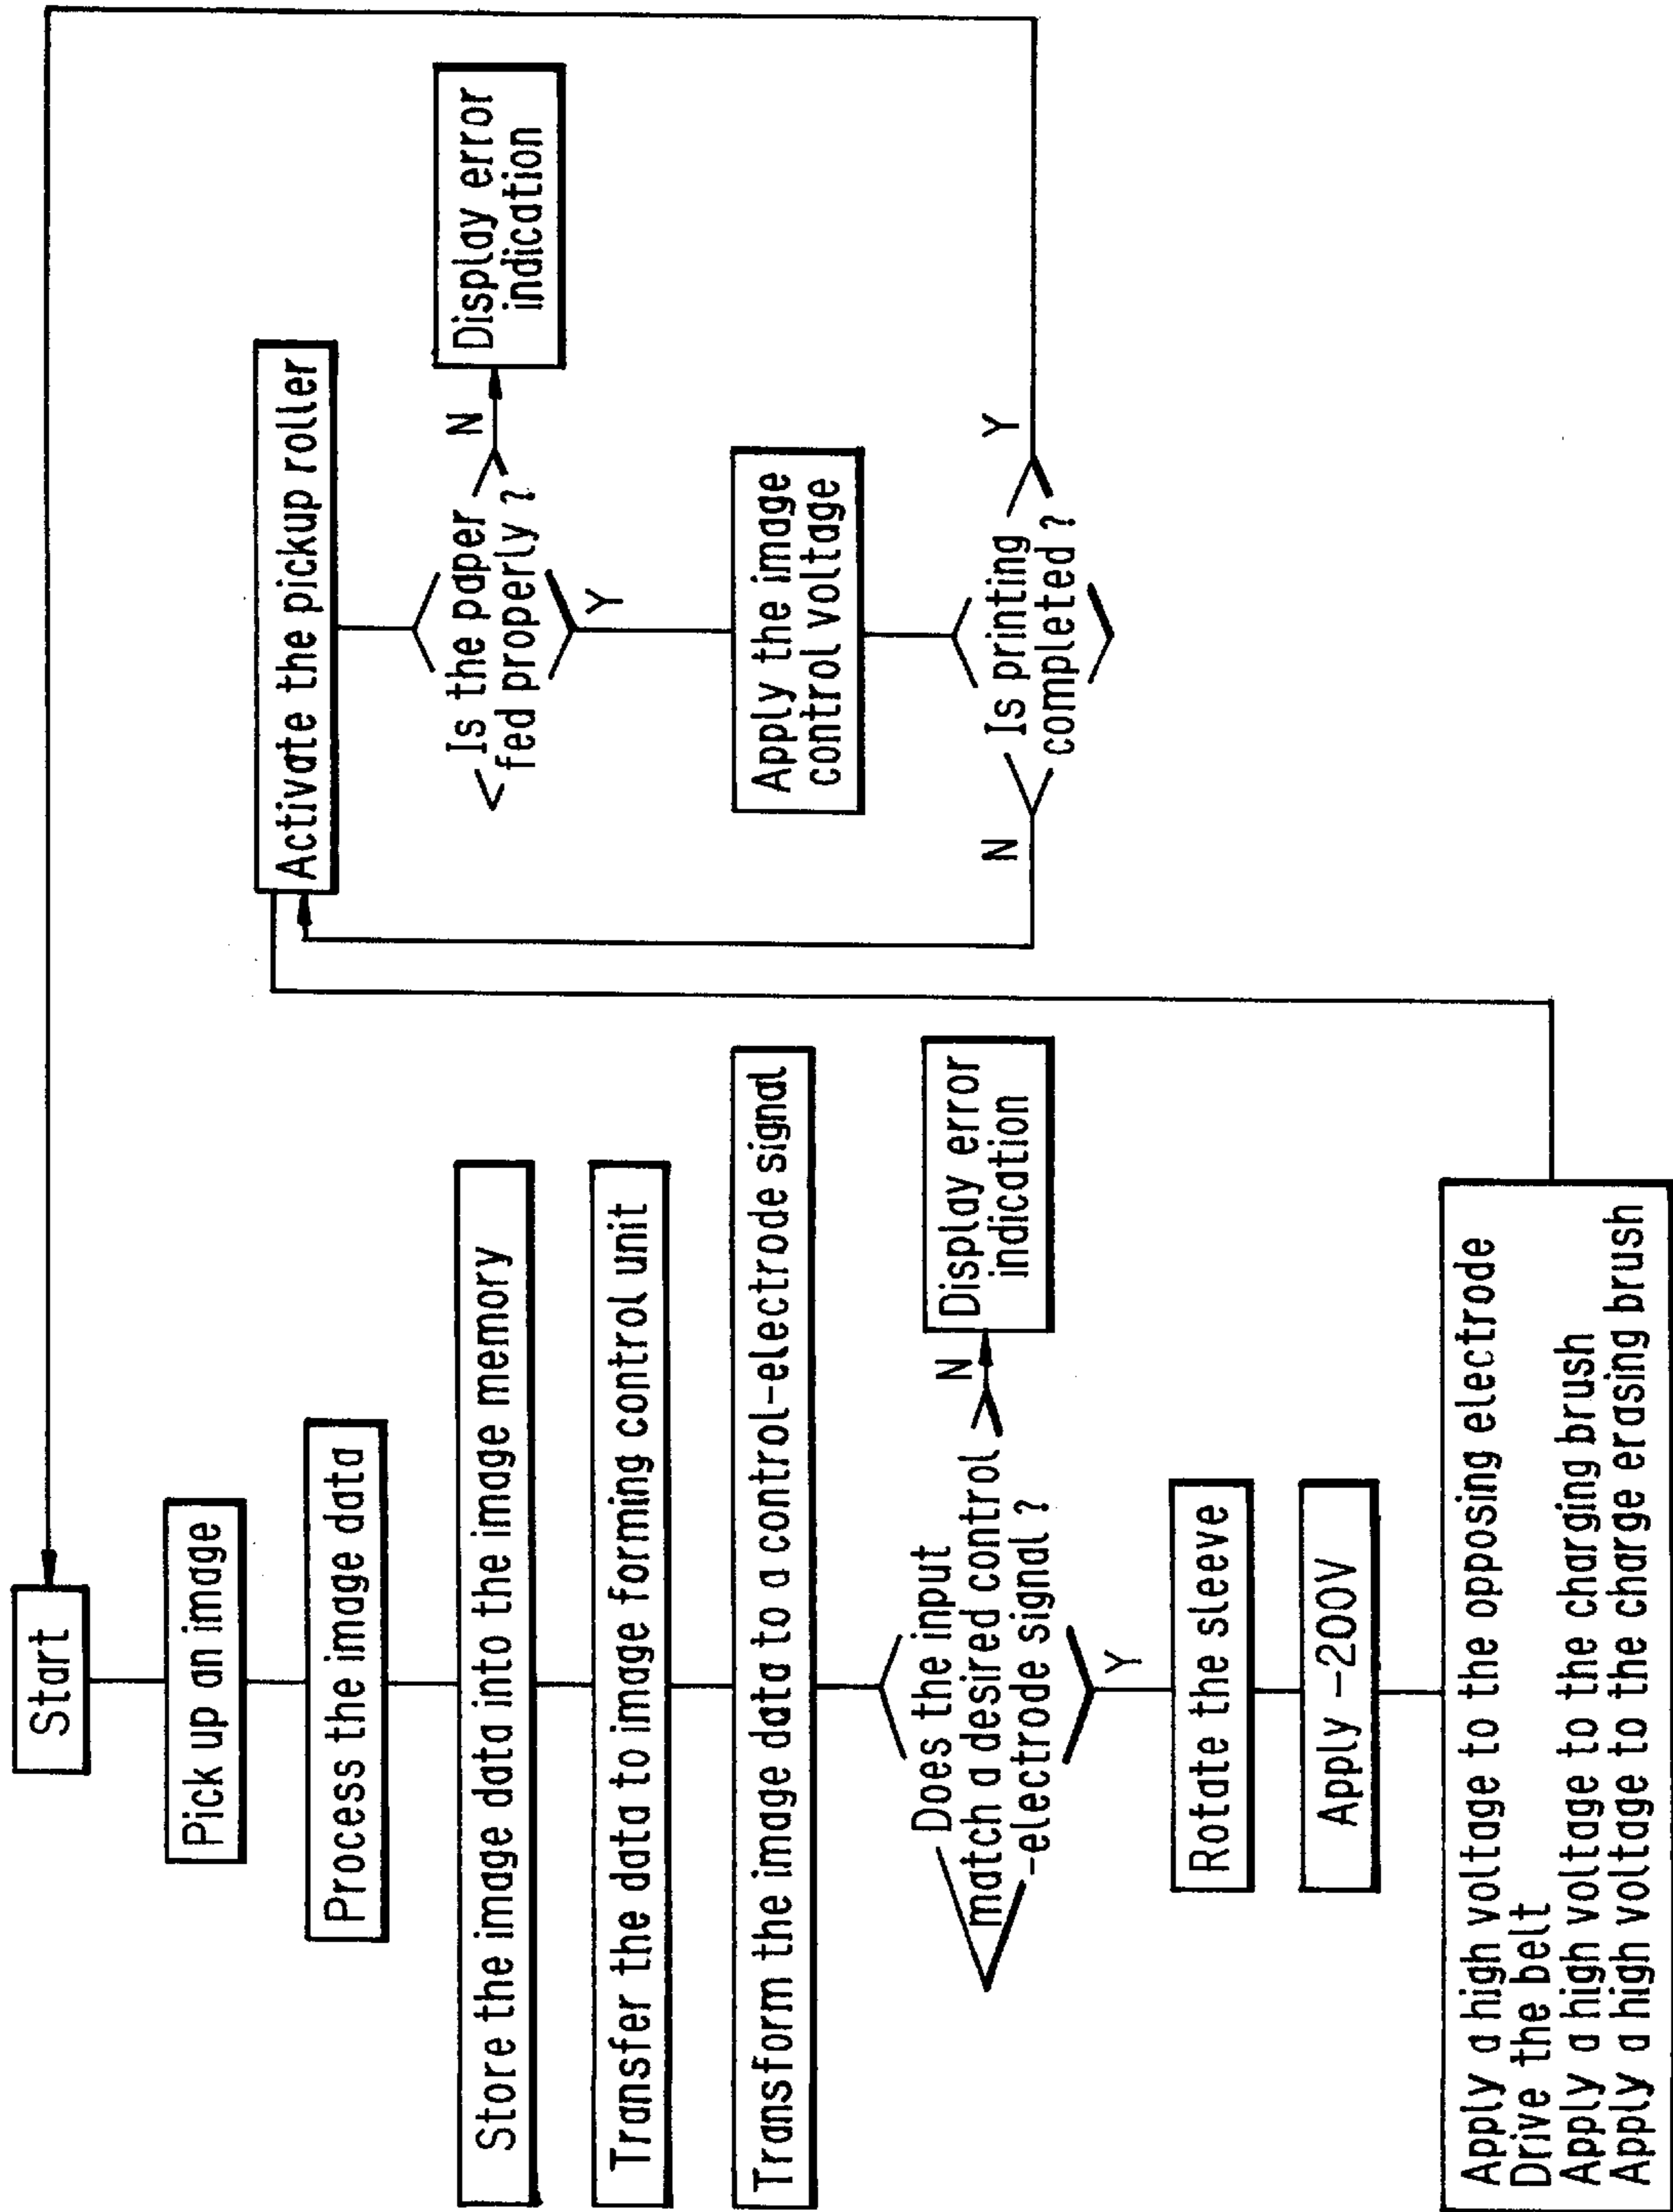 Start
Pick up an image
Process the image data
Store the image data into the image memory
Transfer the data to image forming control unit
Transform the image data to a control-electrode signal
Does the input
match a desired control
-electrode signal ?
N
Display error
indication
Y
Rotate the sleeve
Apply -200V
Apply a high voltage to the opposing electrode
Drive the belt
Apply a high voltage to the charging brush
Apply a high voltage to the charge erasing brush
Activate the pickup roller
Is the paper
fed properly ?
N
Display error
indication
Y
Apply the image
control voltage
Is printing
completed ?
N
Y